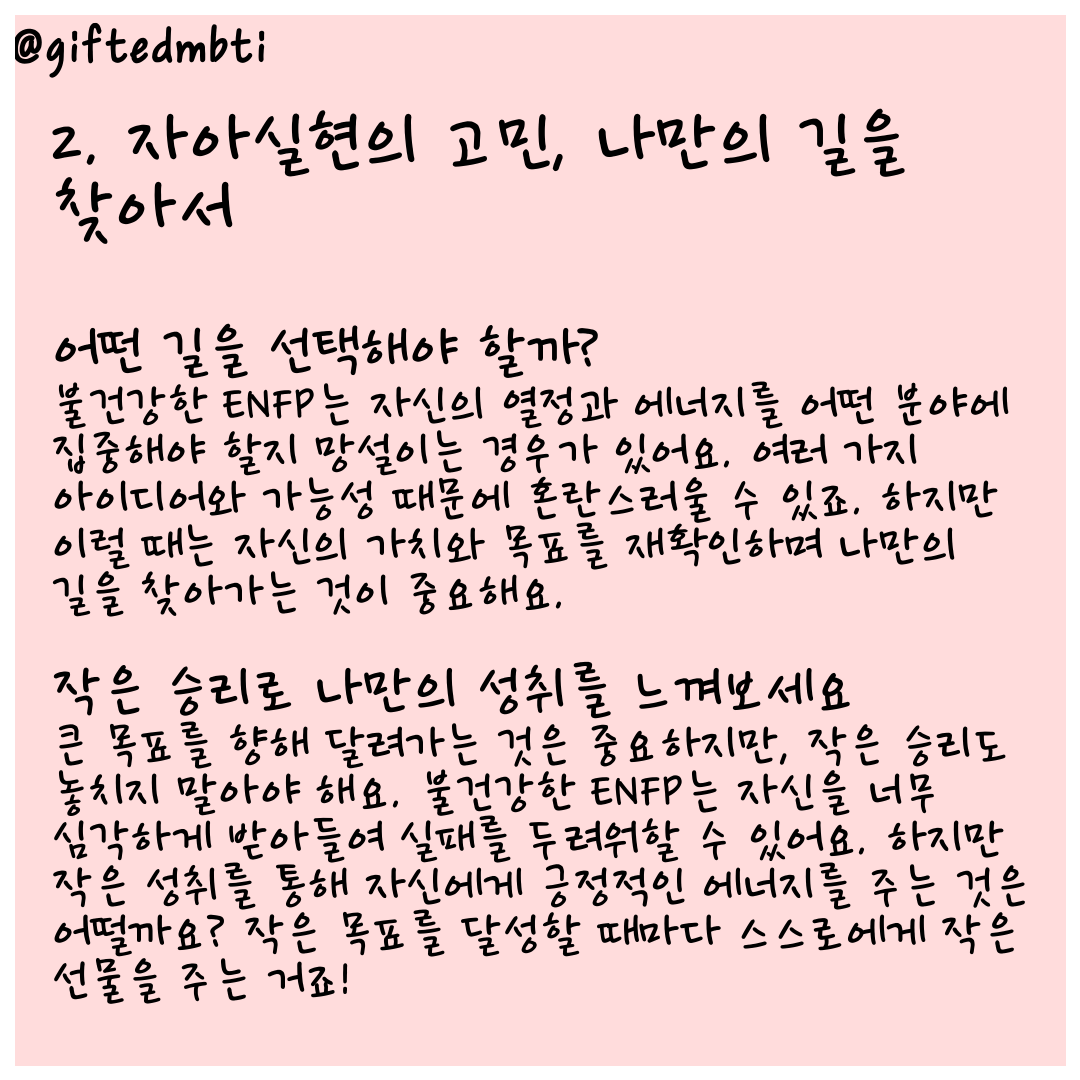 @giftedmbti
2. 자아실현의 고민, 나만의 길을
찾아서
어떤 길을 선택해야 할까?
불건강한 ENFP는 자신의 열정과 에너지를 어떤 분야에
집중해야 할지 망설이는 경우가 있어요. 여러 가지
아이디어와 가능성 때문에 혼란스러울 수 있죠. 하지만
이럴 때는 자신의 가치와 목표를 재확인하며 나만의
길을 찾아가는 것이 중요해요.
작은 승리로 나만의 성취를 느껴보세요
큰 목표를 향해 달려가는 것은 중요하지만, 작은 승리도
놓치지 말아야 해요. 불건강한 ENFP는 자신을 너무
심각하게 받아들여 실패를 두려워할 수 있어요. 하지만
작은 성취를 통해 자신에게 긍정적인 에너지를 주는 것은
어떨까요? 작은 목표를 달성할 때마다 스스로에게 작은
선물을 주는 거죠!